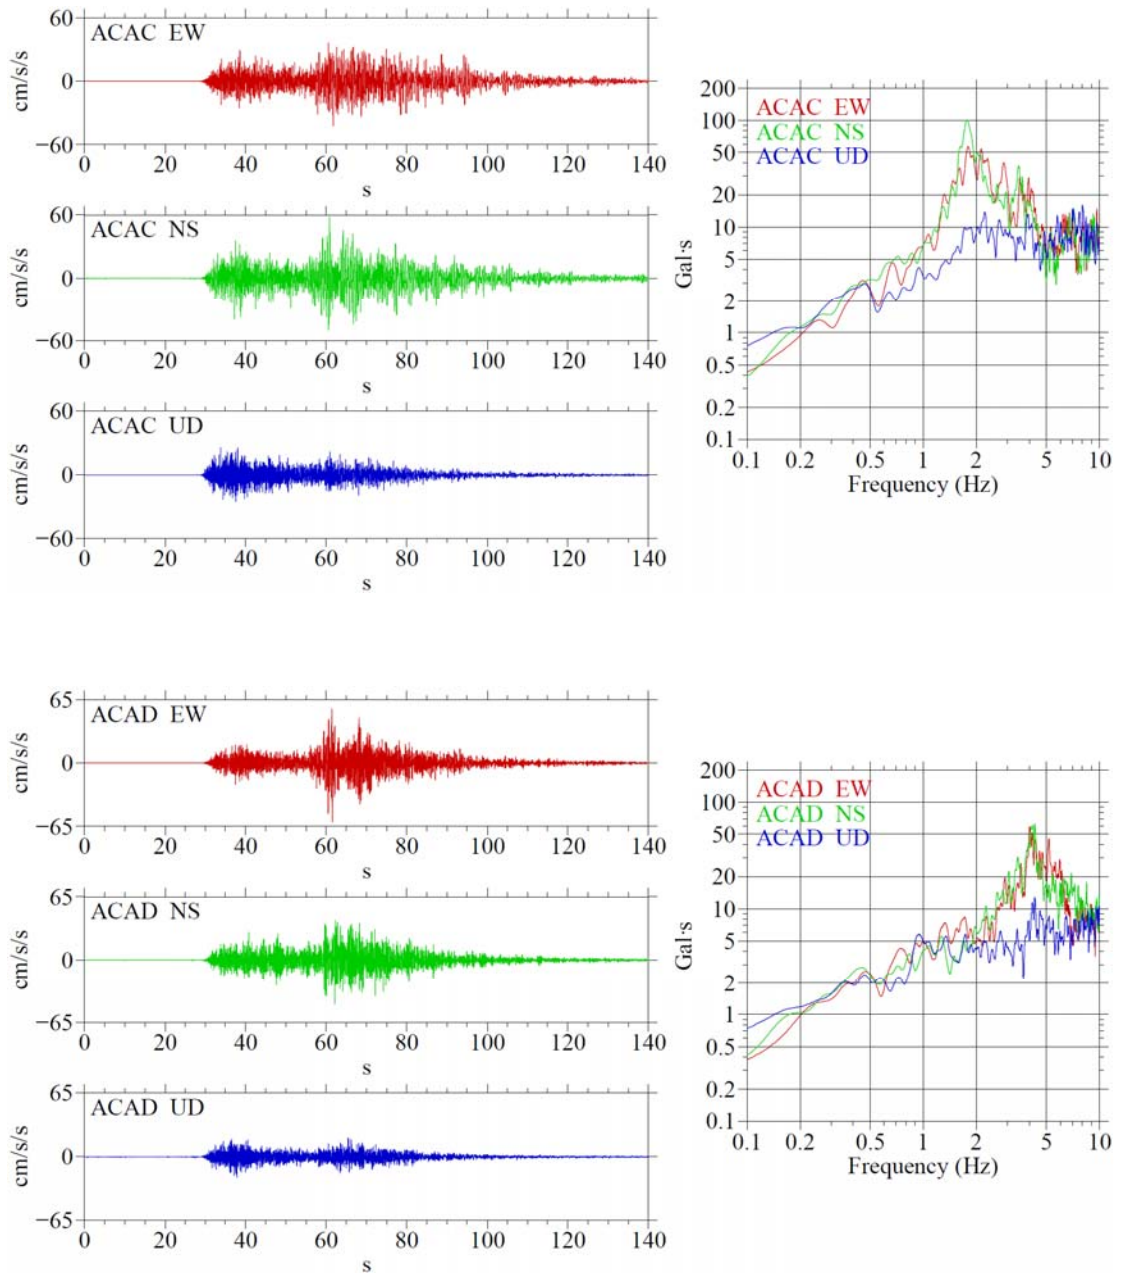 60
ACAC EW
cm/s/s
0
−60
0 20 40 60 80 100 120 140
s
60
ACAC NS
cm/s/s
0
−60
0 20 40 60 80 100 120 140
s
60
ACAC UD
cm/s/s
0
−60
0 20 40 60 80 100 120 140
s
200
100
50
20
10
5
2
1
0.5
0.2
0.1
Gal·s
ACAC EW
ACAC NS
ACAC UD
0.1 0.2 0.5 1 2 5 10
Frequency (Hz)
65
ACAD EW
cm/s/s
0
−65
0 20 40 60 80 100 120 140
s
65
ACAD NS
cm/s/s
0
−65
0 20 40 60 80 100 120 140
s
65
ACAD UD
cm/s/s
0
−65
0 20 40 60 80 100 120 140
s
200
100
50
20
10
5
2
1
0.5
0.2
0.1
Gal·s
ACAD EW
ACAD NS
ACAD UD
0.1 0.2 0.5 1 2 5 10
Frequency (Hz)